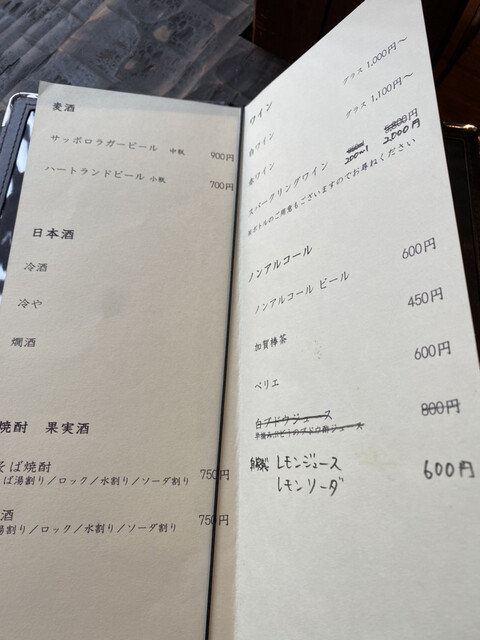 麦酒
サッポロラガービール 中瓶 900円
ハートランドビール 小瓶 700円
日本酒
冷酒
冷や
燗酒
焼酎 果実酒
そば焼酎 750円
ば湯割り/ロック/水割り/ソーダ割り
酒 750円
湯割り/ロック/水割り/ソーダ割り
ワイン
白ワイン グラス 1,000円〜
赤ワイン グラス 1,100円〜
スパークリングワイン 200ml 2000円
※ボトルのご用意もございますのでお尋ねください
ノンアルコール
ノンアルコール ビール 600円
加賀棒茶 450円
ペリエ 600円
白ブドウジュース 800円
自家製 レモンジュース 600円
レモンソーダ